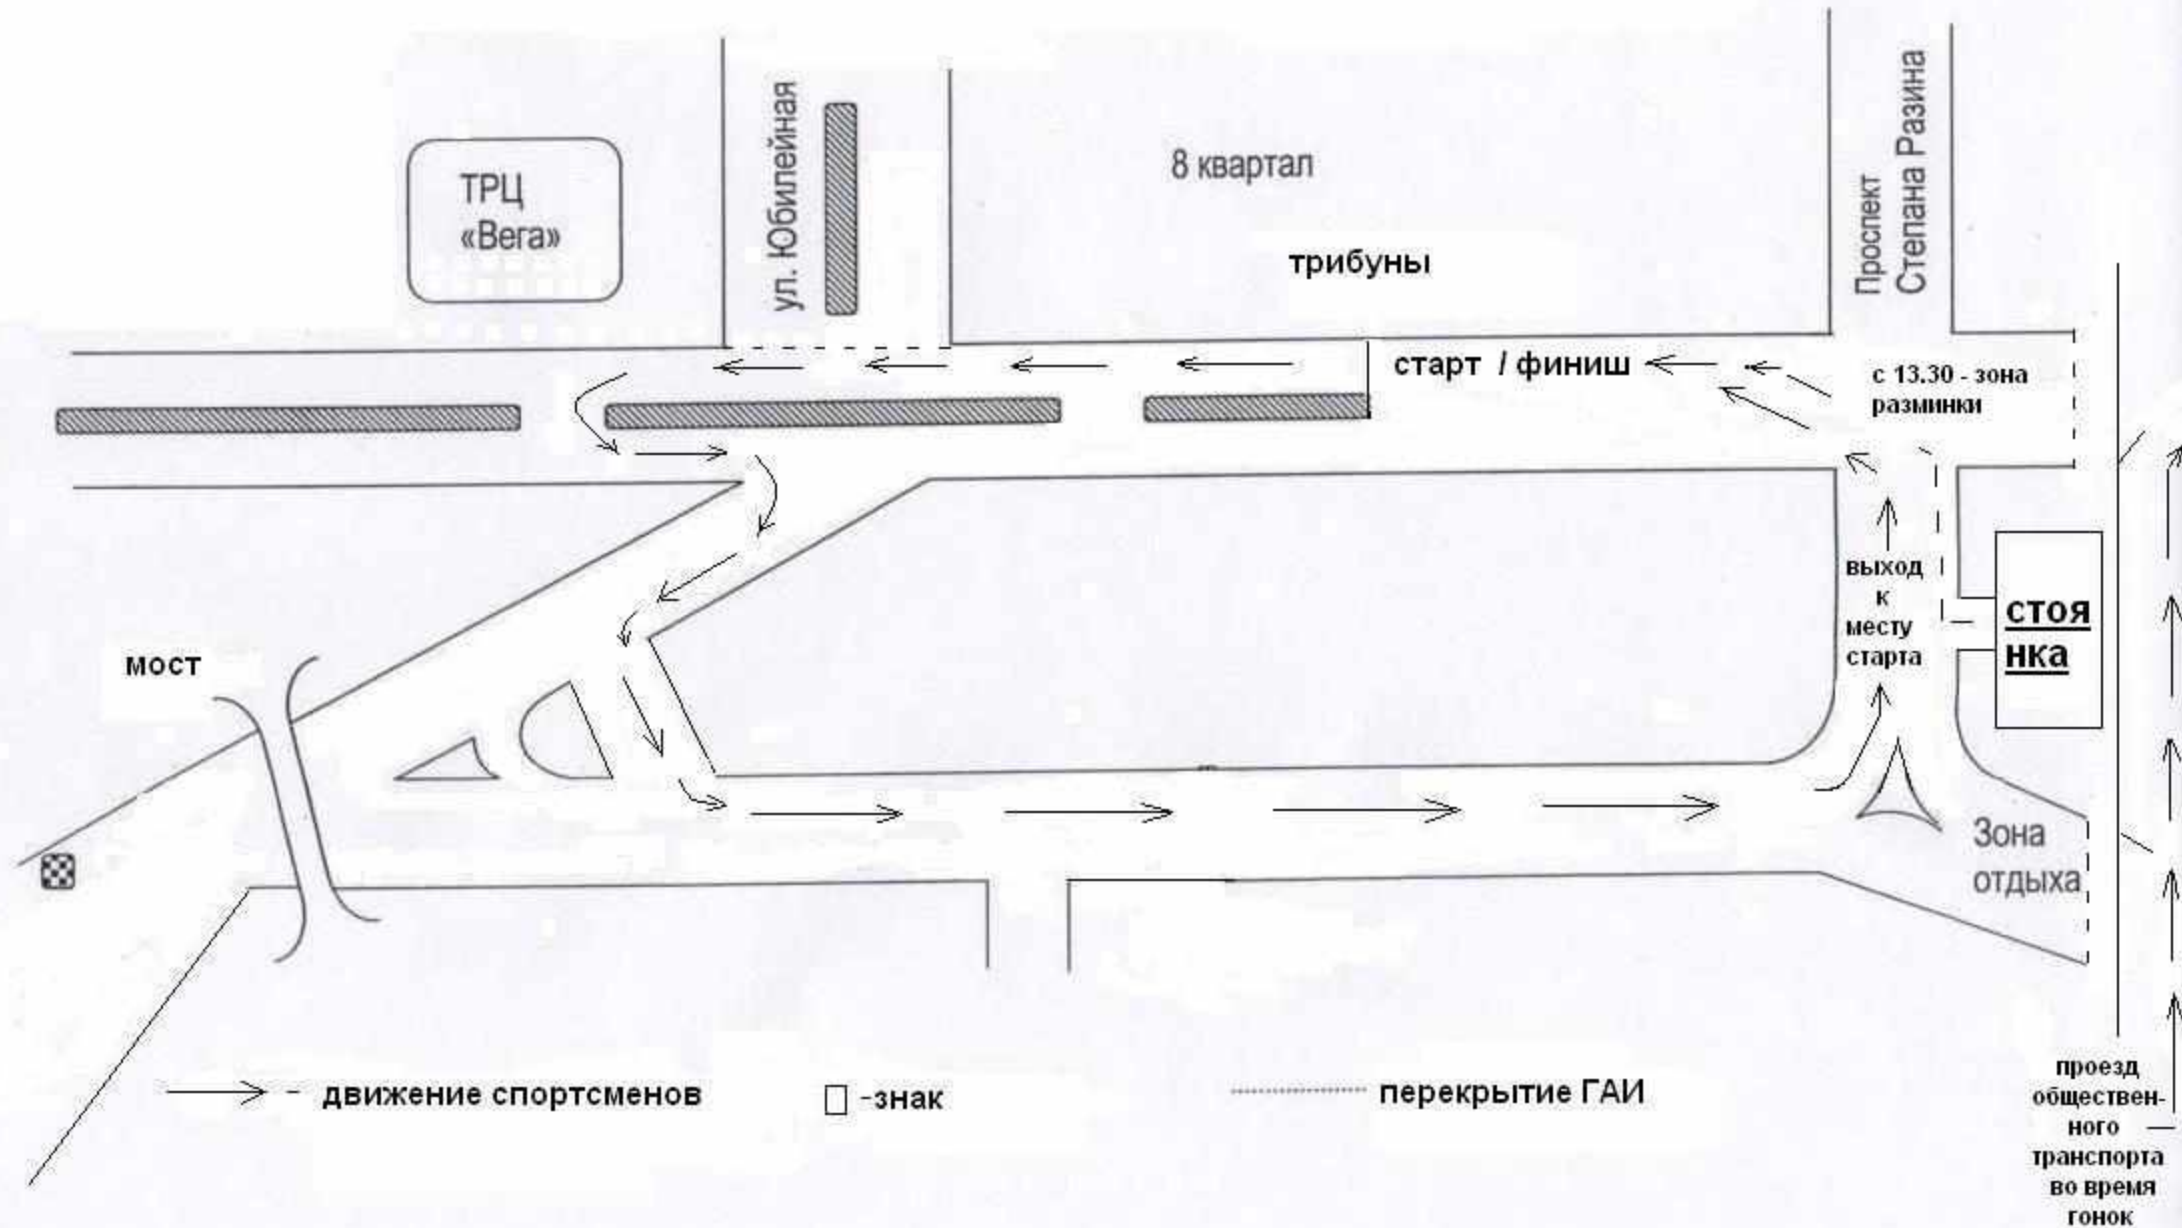 ТРЦ
«Вега»
ул. Юбилейная
8 квартал
трибуны
Проспект
Степана Разина
старт / финиш
с 13.30 - зона
разминки
выход
к
месту
старта
стоя
нка
мост
Зона
отдыха
- движение спортсменов
-знак
перекрытие ГАИ
проезд
обществен-
ного
транспорта
во время
гонок